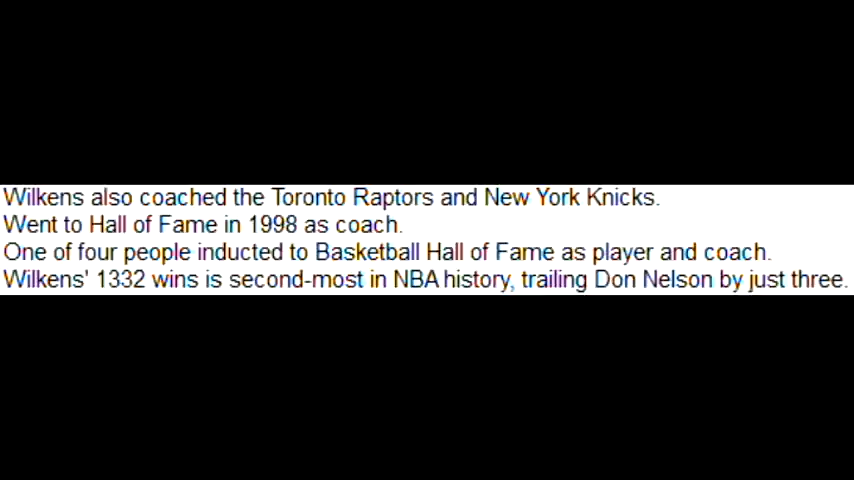 Wilkens also coached the Toronto Raptors and New York Knicks.
Went to Hall of Fame in 1998 as coach.
One of four people inducted to Basketball Hall of Fame as player and coach.
Wilkens' 1332 wins is second-most in NBA history, trailing Don Nelson by just three.